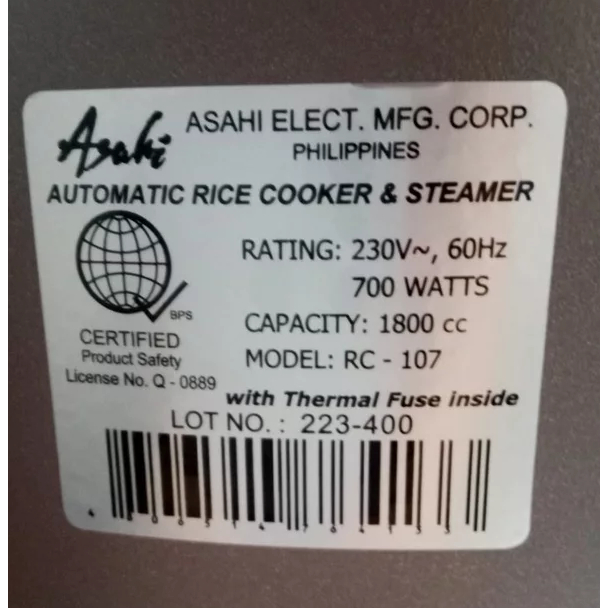 Asahi
ASAHI ELECT. MFG. CORP.
PHILIPPINES
AUTOMATIC RICE COOKER & STEAMER
BPS
CERTIFIED
Product Safety
License No. Q - 0889
RATING: 230V~, 60Hz
700 WATTS
CAPACITY: 1800 cc
MODEL: RC - 107
with Thermal Fuse inside
LOT NO. : 223-400